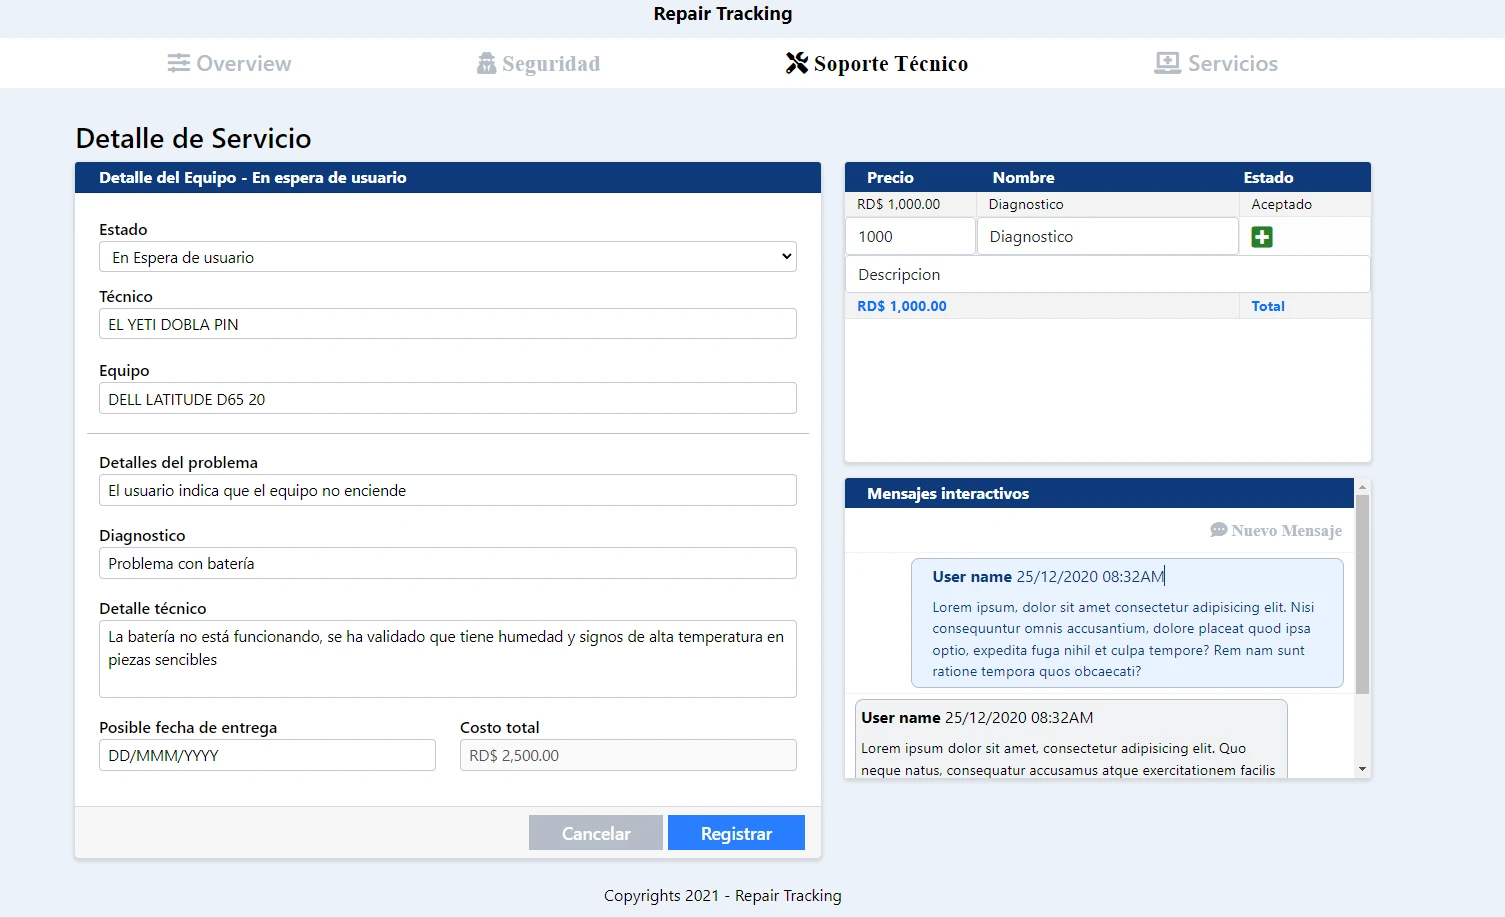 Repair Tracking
Overview
Seguridad
Soporte Técnico
Servicios
Detalle de Servicio
Detalle del Equipo - En espera de usuario
Estado
En Espera de usuario
Técnico
EL YETI DOBLA PIN
Equipo
DELL LATITUDE D65 20
Detalles del problema
El usuario indica que el equipo no enciende
Diagnostico
Problema con batería
Detalle técnico
La batería no está funcionando, se ha validado que tiene humedad y signos de alta temperatura en
piezas sencibles
Posible fecha de entrega
Costo total
DD/MMM/YYYY
RD$ 2,500.00
Cancelar
Registrar
Precio Nombre Estado
RD$ 1,000.00 Diagnostico Aceptado
1000 Diagnostico
Descripcion
RD$ 1,000.00 Total
Mensajes interactivos
Nuevo Mensaje
User name 25/12/2020 08:32AM
Lorem ipsum, dolor sit amet consectetur adipisicing elit. Nisi
consequuntur omnis accusantium, dolore placeat quod ipsa
optio, expedita fuga nihil et culpa tempore? Rem nam sunt
ratione tempora quos obcaecati?
User name 25/12/2020 08:32AM
Lorem ipsum dolor sit amet, consectetur adipisicing elit. Quo
neque natus, consequatur accusamus atque exercitationem facilis
Copyrights 2021 - Repair Tracking